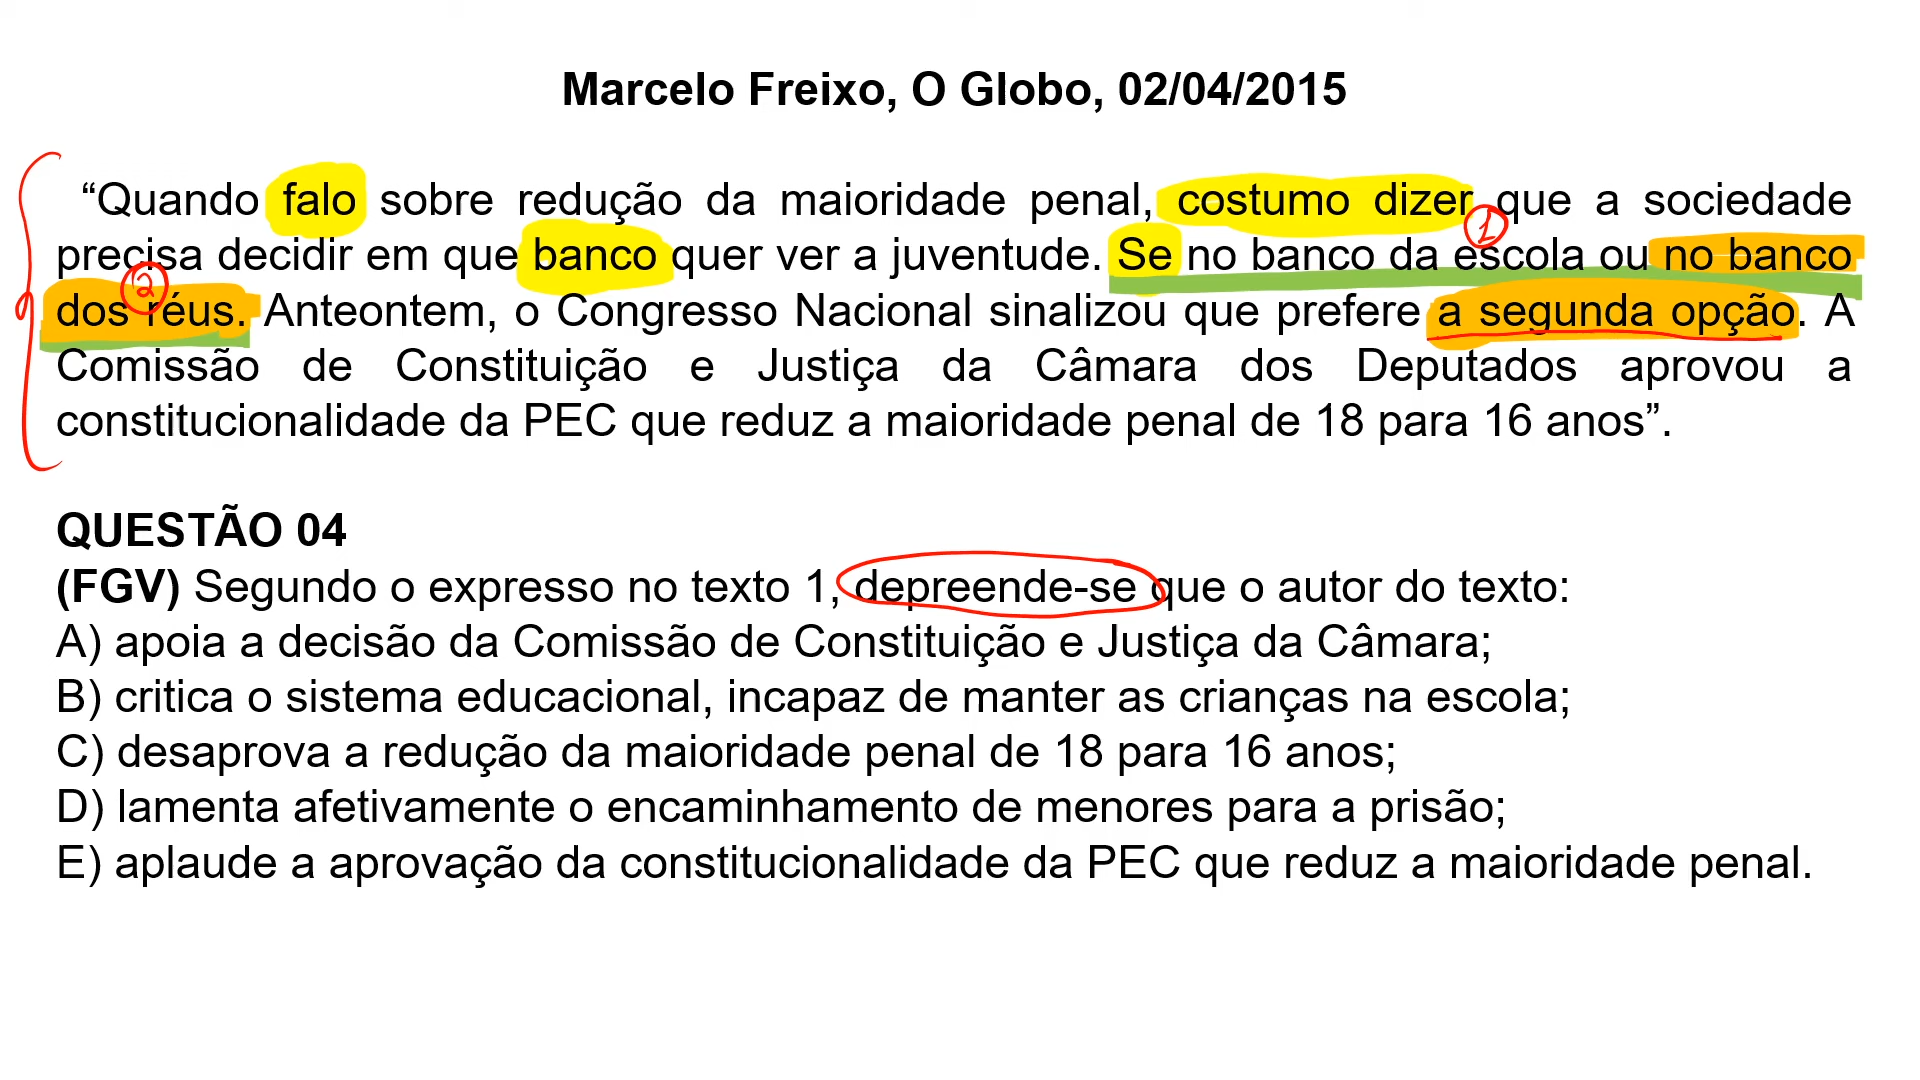 Marcelo Freixo, O Globo, 02/04/2015
“Quando falo sobre redução da maioridade penal, costumo dizer que a sociedade
1
precisa decidir em que banco quer ver a juventude. Se no banco da escola ou no banco
2
dos réus. Anteontem, o Congresso Nacional sinalizou que prefere a segunda opção. A
Comissão de Constituição e Justiça da Câmara dos Deputados aprovou a
constitucionalidade da PEC que reduz a maioridade penal de 18 para 16 anos”.
QUESTÃO 04
(FGV) Segundo o expresso no texto 1, depreende-se que o autor do texto:
A) apoia a decisão da Comissão de Constituição e Justiça da Câmara;
B) critica o sistema educacional, incapaz de manter as crianças na escola;
C) desaprova a redução da maioridade penal de 18 para 16 anos;
D) lamenta afetivamente o encaminhamento de menores para a prisão;
E) aplaude a aprovação da constitucionalidade da PEC que reduz a maioridade penal.